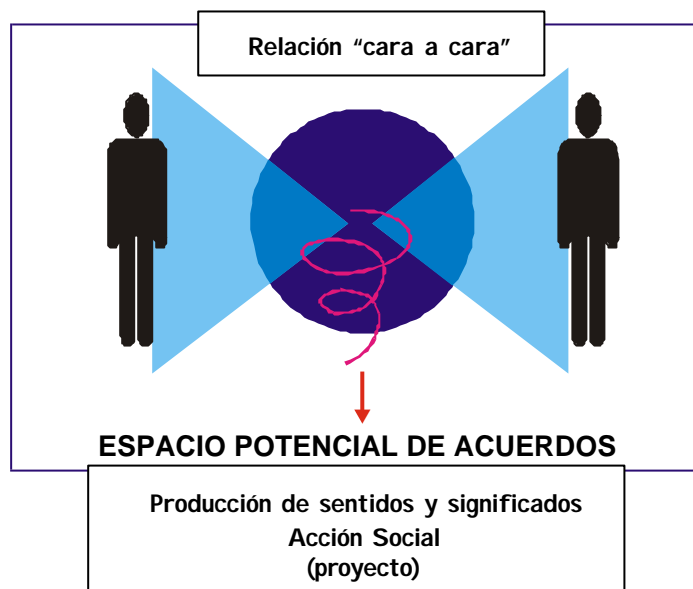 Relación “cara a cara”
ESPACIO POTENCIAL DE ACUERDOS
Producción de sentidos y significados
Acción Social
(proyecto)